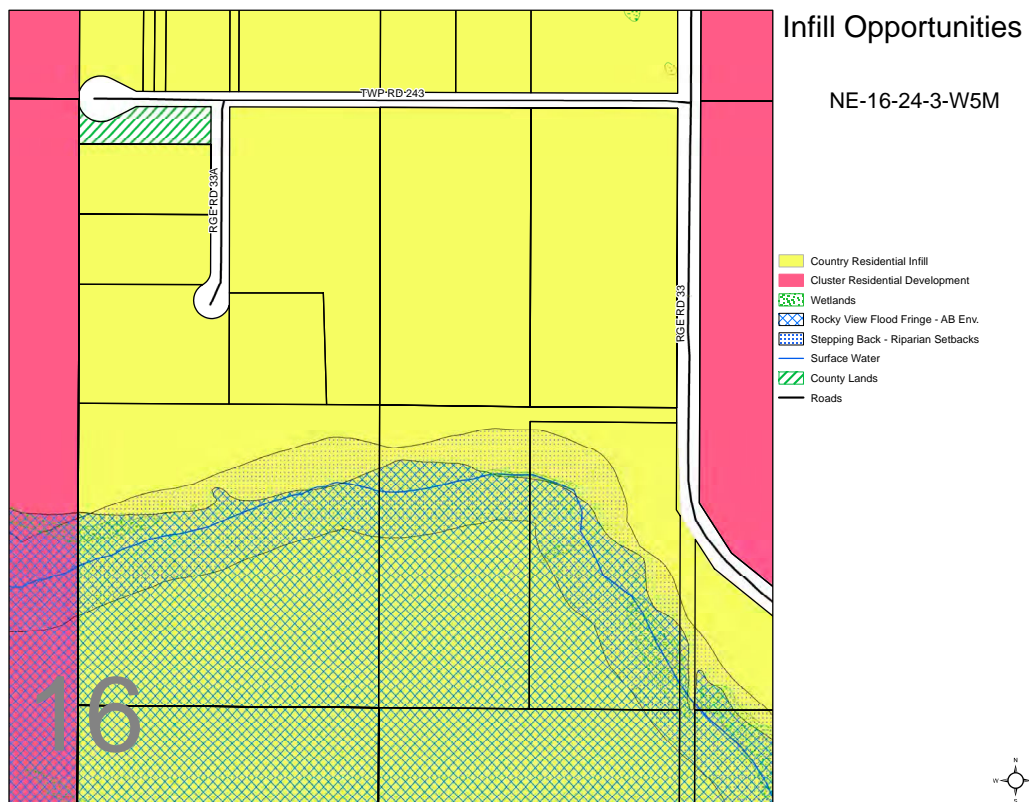 Infill Opportunities
NE-16-24-3-W5M
TWP RD 243
RGE RD 33A
RGE RD 33
Country Residential Infill
Cluster Residential Development
Wetlands
Rocky View Flood Fringe - AB Env.
Stepping Back - Riparian Setbacks
Surface Water
County Lands
Roads
16
N
W
S